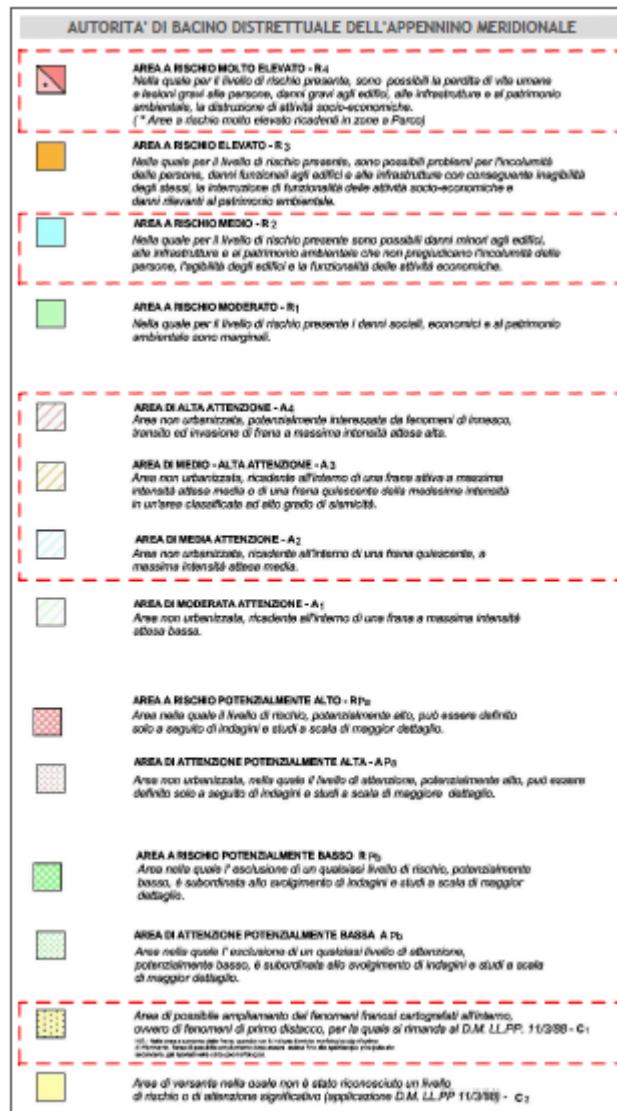 AUTORITA' DI BACINO DISTRETTUALE DELL'APPENNINO MERIDIONALE
AREA A RISCHIO MOLTO ELEVATO - R4
Nella quale per il livello di rischio presente, sono possibili la perdita di vite umane
e lesioni gravi alle persone, danni gravi agli edifici, alle infrastrutture e al patrimonio
ambientale, la distruzione di attività socio-economiche.
( * Aree a rischio molto elevato ricadenti in zone a Parco)
AREA A RISCHIO ELEVATO - R3
Nella quale per il livello di rischio presente, sono possibili problemi per l'incolumità
delle persone, danni funzionali agli edifici e alle infrastrutture con conseguente inagibilità
degli stessi, la interruzione di funzionalità delle attività socio-economiche e
danni rilevanti al patrimonio ambientale.
AREA A RISCHIO MEDIO - R2
Nella quale per il livello di rischio presente sono possibili danni minori agli edifici,
alle infrastrutture e al patrimonio ambientale che non pregiudicano l'incolumità delle
persone, l'agibilità degli edifici e la funzionalità delle attività economiche.
AREA A RISCHIO MODERATO - R1
Nella quale per il livello di rischio presente i danni sociali, economici e al patrimonio
ambientale sono marginali.
AREA DI ALTA ATTENZIONE - A4
Area non urbanizzata, potenzialmente interessata da fenomeni di innesco,
transito ed invasione di frana a massima intensità attesa alta.
AREA DI MEDIO - ALTA ATTENZIONE - A3
Area non urbanizzata, ricadente all'interno di una frana attiva a massima
intensità attesa media o di una frana quiescente della medesima intensità
in un'area classificata ad alto grado di sismicità.
AREA DI MEDIA ATTENZIONE - A2
Area non urbanizzata, ricadente all'interno di una frana quiescente, a
massima intensità attesa media.
AREA DI MODERATA ATTENZIONE - A1
Area non urbanizzata, ricadente all'interno di una frana a massima intensità
attesa bassa.
AREA A RISCHIO POTENZIALMENTE ALTO - RPa
Area nella quale il livello di rischio, potenzialmente alto, può essere definito
solo a seguito di indagini e studi a scala di maggior dettaglio.
AREA DI ATTENZIONE POTENZIALMENTE ALTA - APa
Area non urbanizzata, nella quale il livello di attenzione, potenzialmente alto, può essere
definito solo a seguito di indagini e studi a scala di maggiore dettaglio.
AREA A RISCHIO POTENZIALMENTE BASSO R Pb
Area nella quale l' esclusione di un qualsiasi livello di rischio, potenzialmente
basso, è subordinata allo svolgimento di indagini e studi a scala di maggior
dettaglio.
AREA DI ATTENZIONE POTENZIALMENTE BASSA A Pb
Area nella quale l' esclusione di un qualsiasi livello di attenzione,
potenzialmente basso, è subordinata allo svolgimento di indagini e studi a scala
di maggior dettaglio.
Area di possibile ampliamento dei fenomeni franosi cartografati all'interno,
ovvero di fenomeni di primo distacco, per la quale si rimanda al D.M. LL.PP. 11/3/88 - C1
Area di versante nella quale non è stato riconosciuto un livello
di rischio o di attenzione significativo (applicazione D.M. LL.PP 11/3/88) - C2